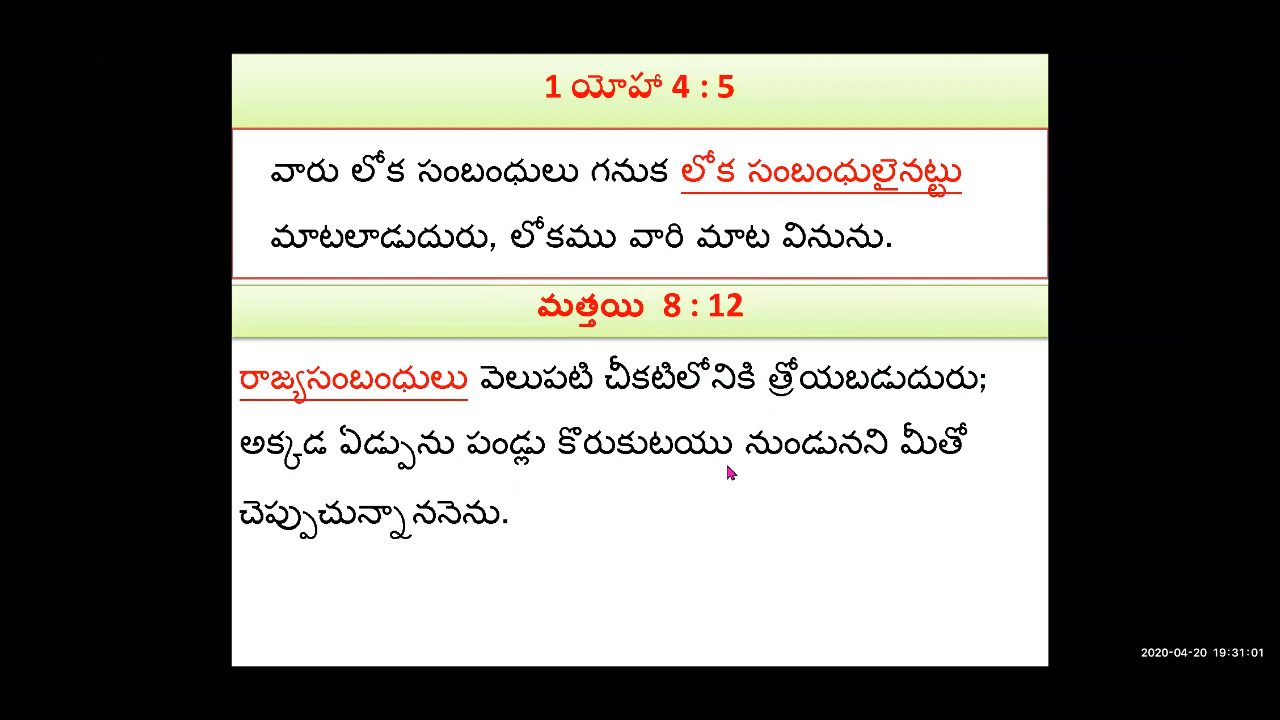 1 యోహా 4 : 5
వారు లోక సంబంధులు గనుక లోక సంబంధులైనట్టు
మాటలాడుదురు, లోకము వారి మాట వినును.
మత్తయి 8 : 12
రాజ్యసంబంధులు వెలుపటి చీకటిలోనికి త్రోయబడుదురు;
అక్కడ ఏడ్పును పండ్లు కొరుకుటయు నుండునని మీతో
చెప్పుచున్నాననెను.
2020-04-20 19:31:01